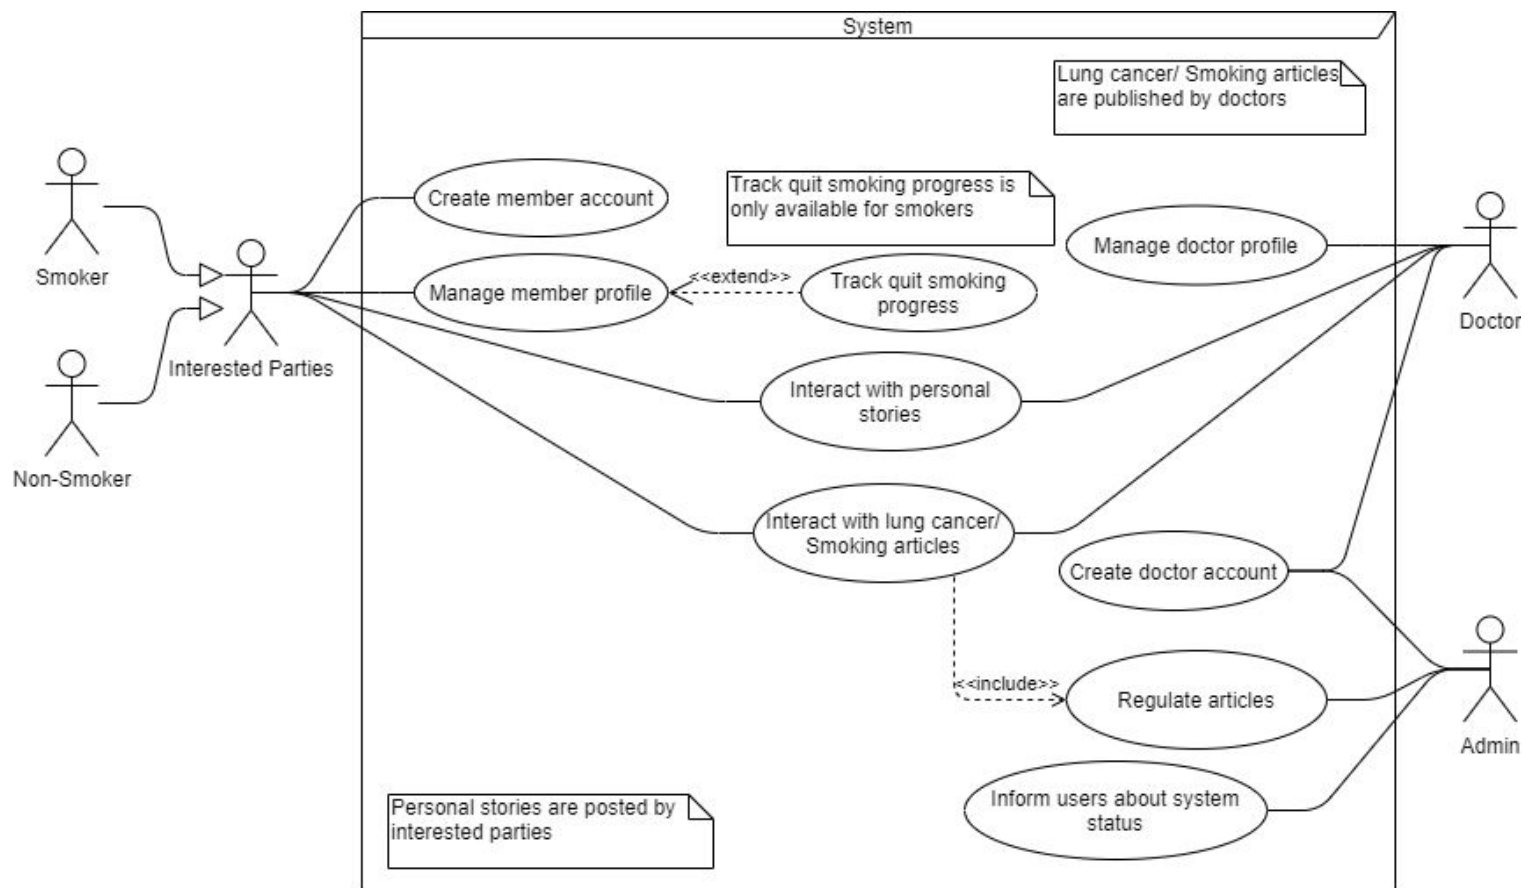 System
Lung cancer/ Smoking articles
are published by doctors
Create member account
Track quit smoking progress is
only available for smokers
Manage doctor profile
Smoker
<<extend>>
Manage member profile
Track quit smoking
progress
Doctor
Interested Parties
Interact with personal
stories
Non-Smoker
Interact with lung cancer/
Smoking articles
Create doctor account
<<include>>
Regulate articles
Admin
Inform users about system
status
Personal stories are posted by
interested parties